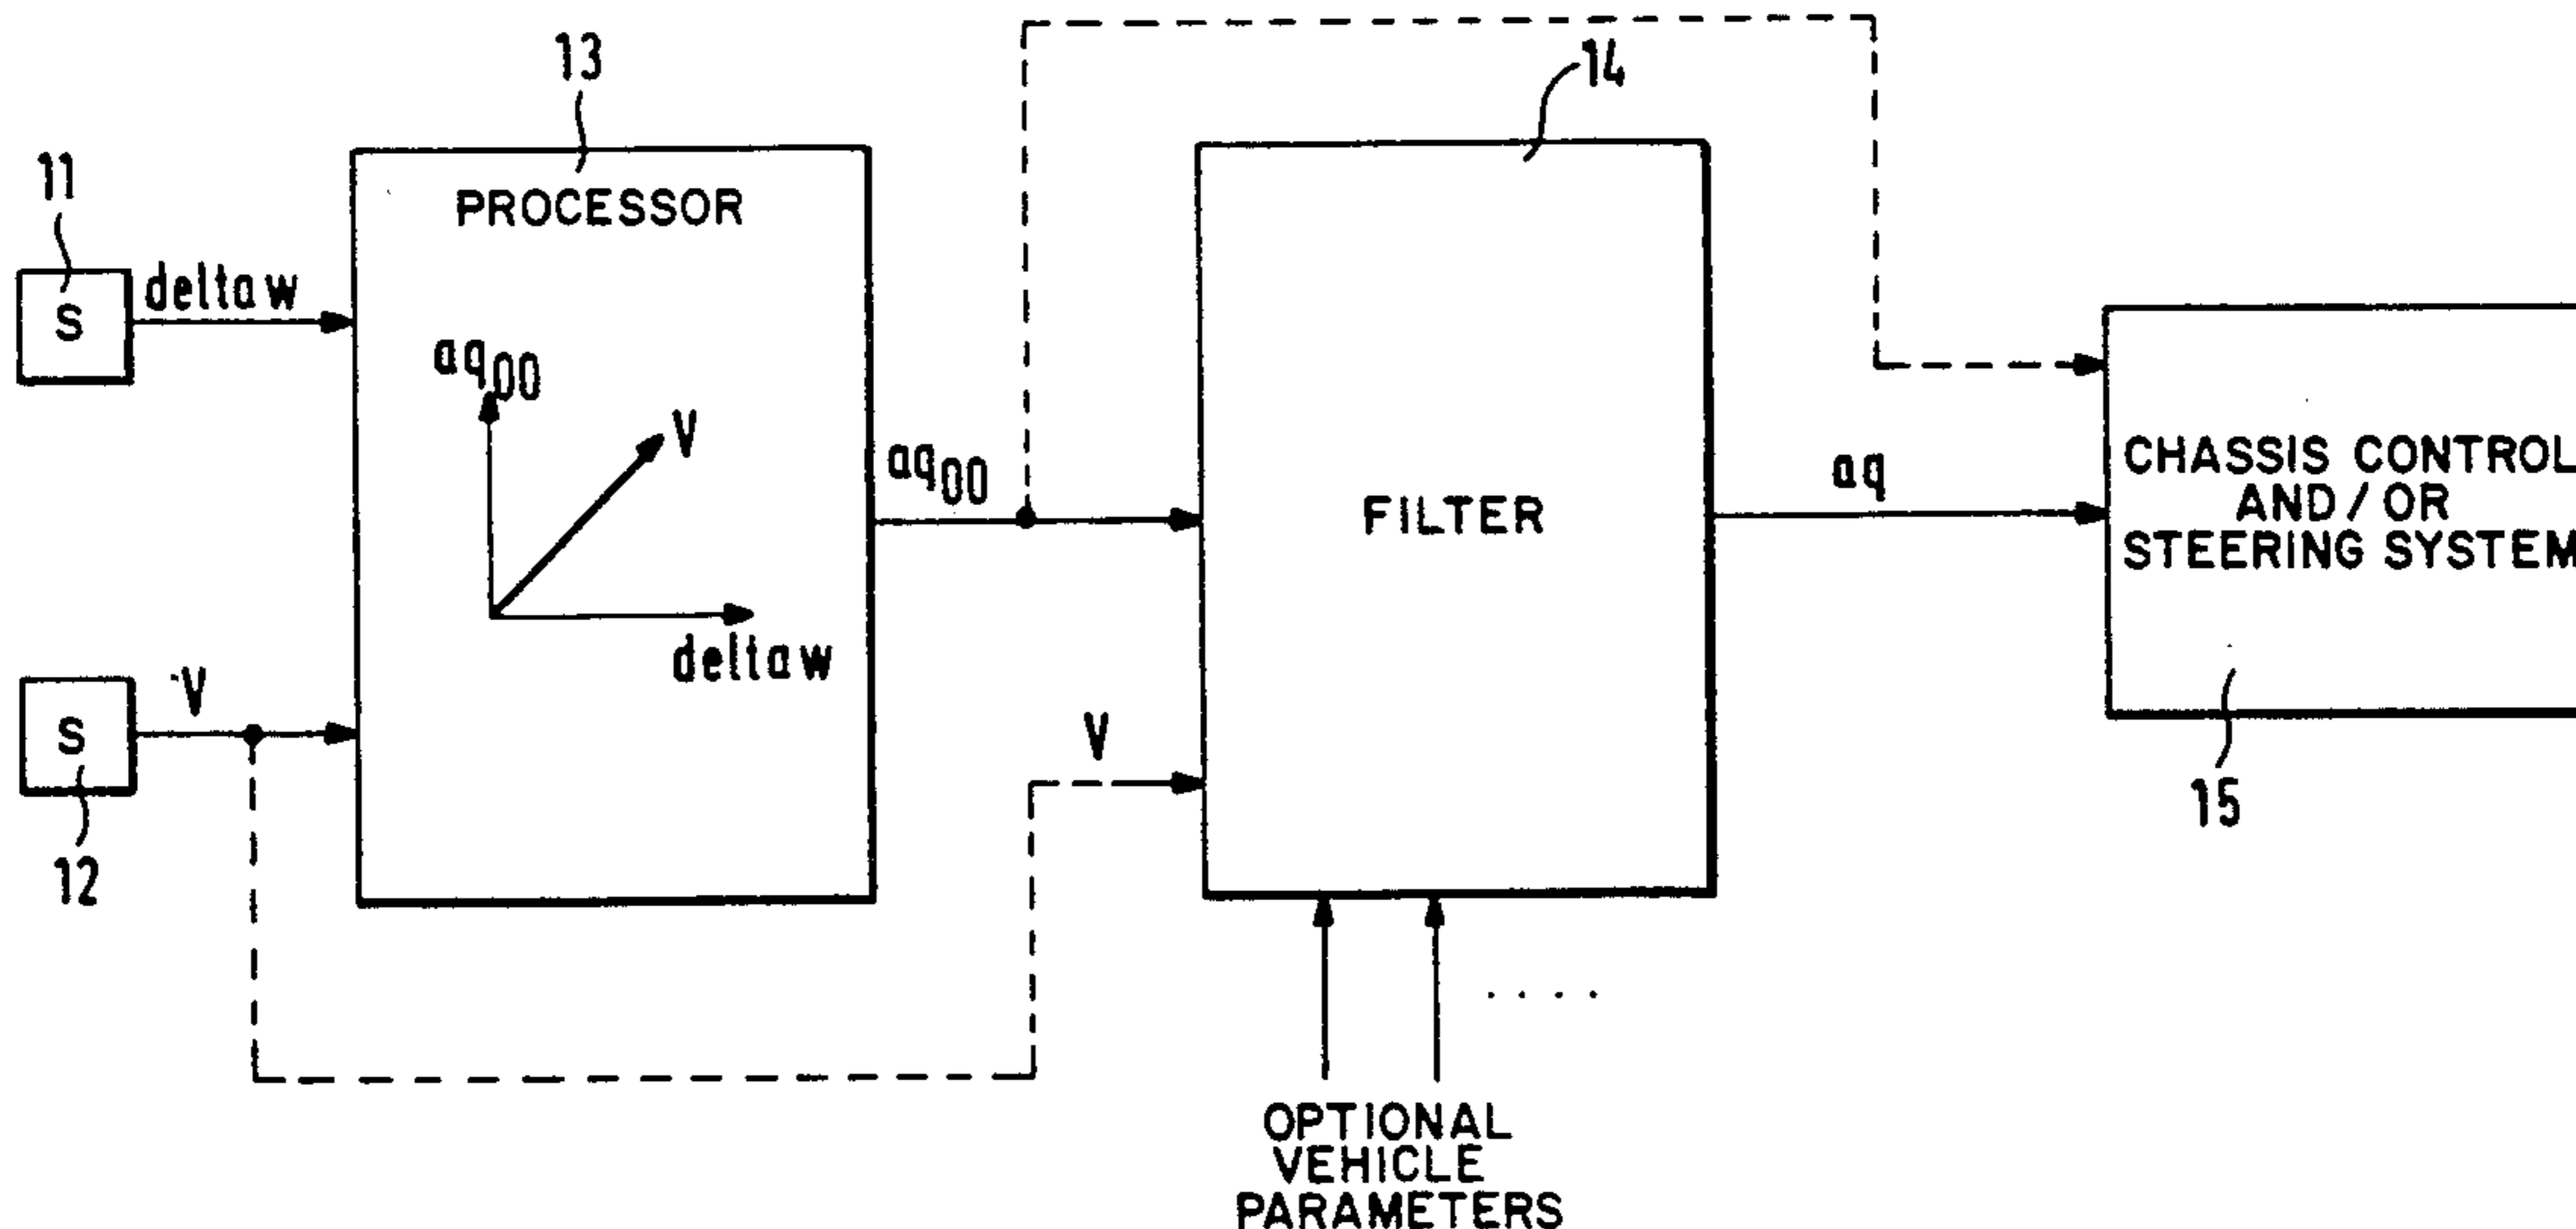 13
14
11
PROCESSOR
S
deltaw
aq00
V
aq00
deltaw
FILTER
aq
CHASSIS CONTROL
AND/OR
STEERING SYSTEM
S
V
V
12
15
. . . .
OPTIONAL
VEHICLE
PARAMETERS